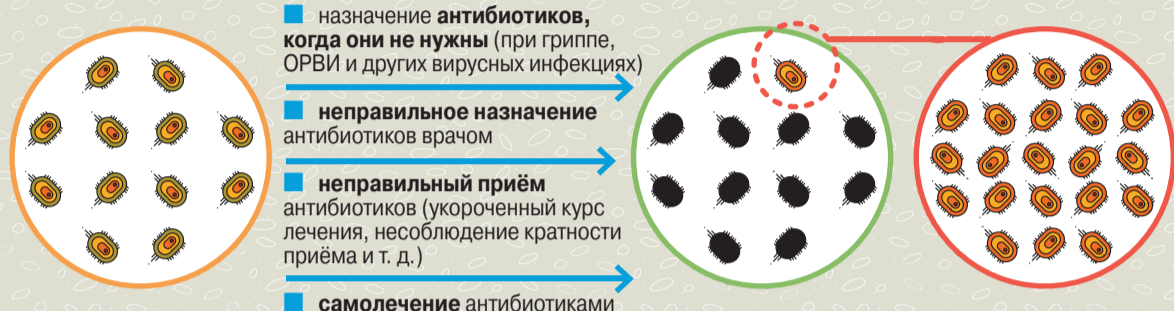 ■ назначение антибиотиков,
когда они не нужны (при гриппе,
ОРВИ и других вирусных инфекциях)
■ неправильное назначение
антибиотиков врачом
■ неправильный приём
антибиотиков (укороченный курс
лечения, несоблюдение кратности
приёма и т. д.)
■ самолечение антибиотиками